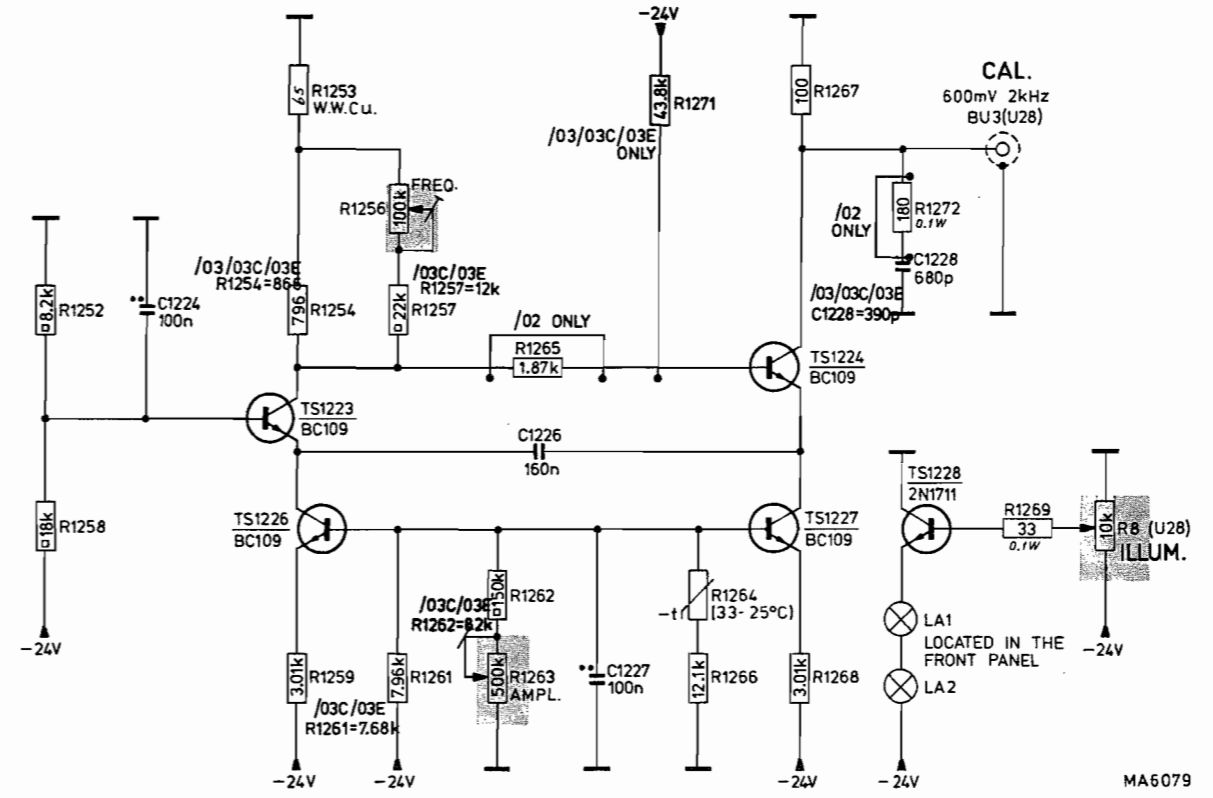 -24V
65
R1253
W.W.Cu.
43.8k
R1271
/03/03C/03E
ONLY
100
R1267
CAL.
600mV 2kHz
BU3(U28)
FREQ.
R1256
100k
/02
ONLY
180
R1272
0.1W
C1228
680p
/03/03C/03E
C1228=390p
8.2k
R1252
C1224
100n
/03/03C/03E
R1254=866
796
R1254
/03C/03E
R1257=12k
22k
R1257
/02 ONLY
R1265
1.87k
TS1224
BC109
TS1223
BC109
C1226
160n
18k
R1258
-24V
TS1226
BC109
TS1227
BC109
TS1228
2N1711
R1269
33
0.1W
10k
R8 (U28)
ILLUM.
-24V
150k
R1262
/03C/03E
R1262=82k
-t
R1264
(33-25°C)
LA1
LOCATED IN THE
FRONT PANEL
LA2
3.01k
R1259
7.96k
R1261
/03C/03E
R1261=7.68k
500k
R1263
AMPL.
C1227
100n
12.1k
R1266
3.01k
R1268
-24V
-24V
-24V
-24V
MA6079